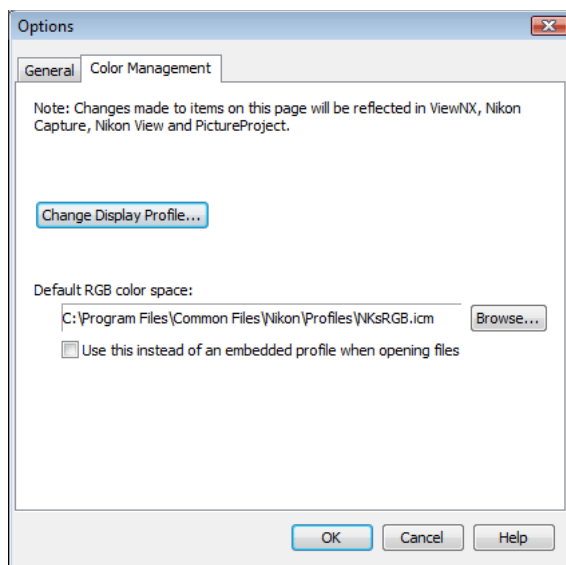 Options
General
Color Management
Note: Changes made to items on this page will be reflected in ViewNX, Nikon
Capture, Nikon View and PictureProject.
Change Display Profile...
Default RGB color space:
C:\Program Files\Common Files\Nikon\Profiles\NKsRGB.icm
Browse...
Use this instead of an embedded profile when opening files
OK
Cancel
Help